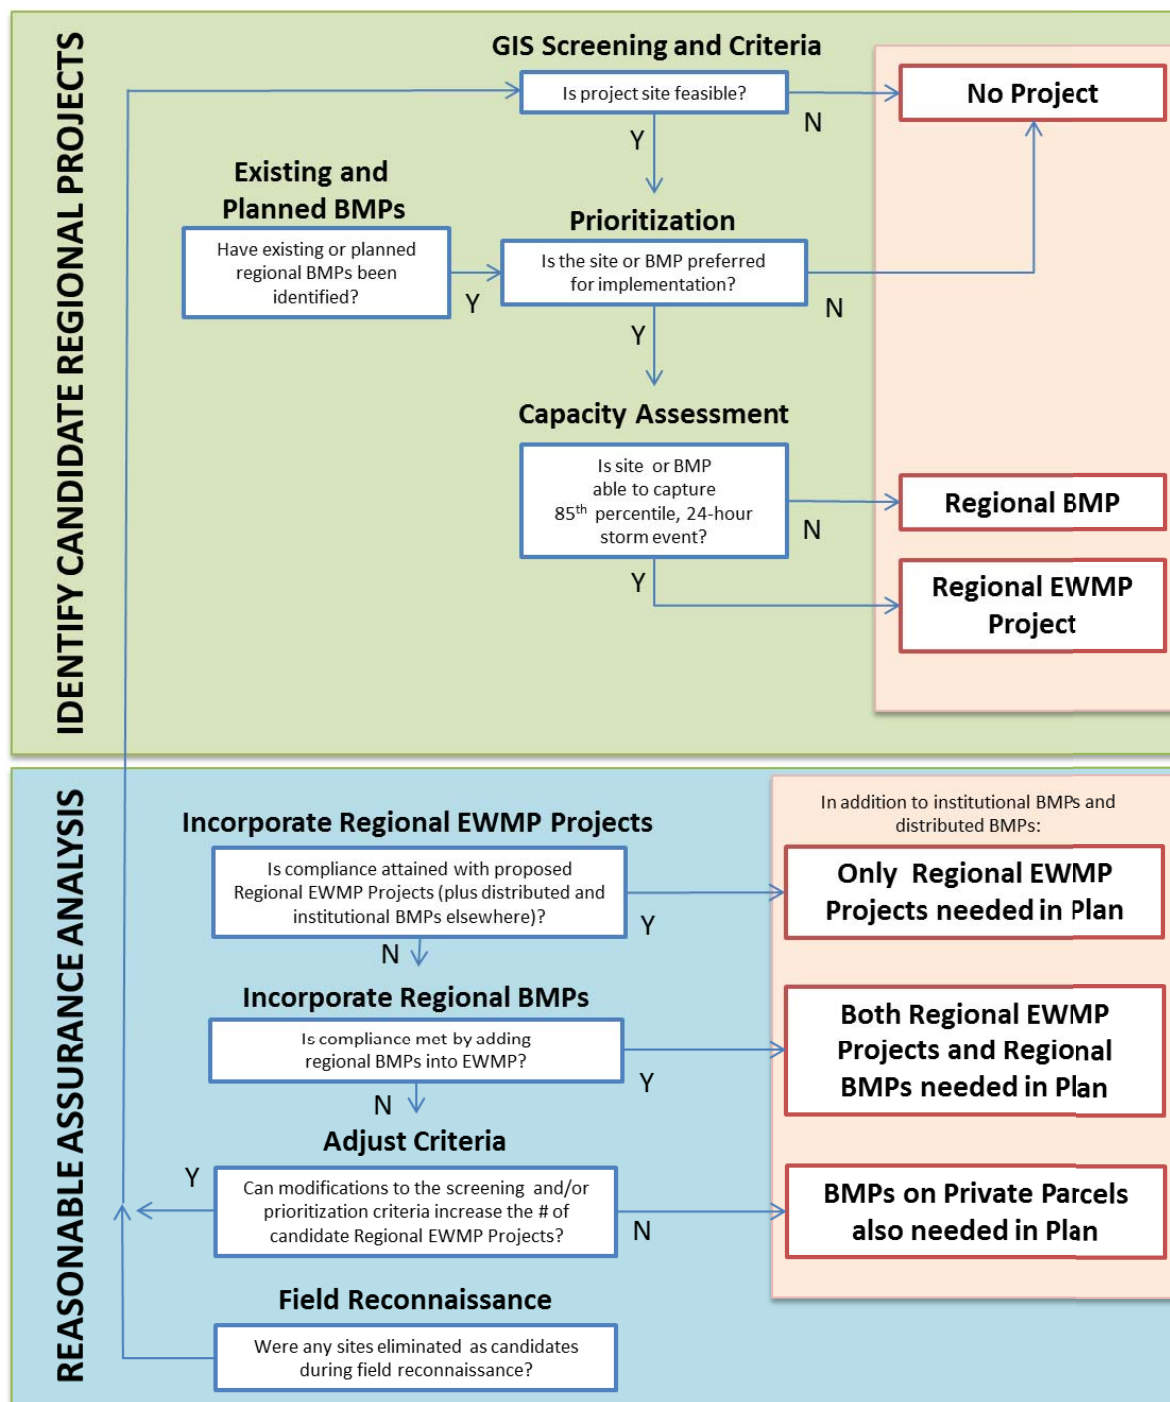 IDENTIFY CANDIDATE REGIONAL PROJECTS
GIS Screening and Criteria
Is project site feasible?
N
Y
No Project
Existing and
Planned BMPs
Have existing or planned
regional BMPs been
identified?
Y
Prioritization
Is the site or BMP preferred
for implementation?
N
Y
Capacity Assessment
Is site or BMP
able to capture
85th percentile, 24-hour
storm event?
N
Y
Regional BMP
Regional EWMP
Project
REASONABLE ASSURANCE ANALYSIS
Incorporate Regional EWMP Projects
Is compliance attained with proposed
Regional EWMP Projects (plus distributed and
institutional BMPs elsewhere)?
Y
N
In addition to institutional BMPs and
distributed BMPs:
Only Regional EWMP
Projects needed in Plan
Incorporate Regional BMPs
Is compliance met by adding
regional BMPs into EWMP?
Y
N
Both Regional EWMP
Projects and Regional
BMPs needed in Plan
Adjust Criteria
Y
Can modifications to the screening and/or
prioritization criteria increase the # of
candidate Regional EWMP Projects?
N
BMPs on Private Parcels
also needed in Plan
Field Reconnaissance
Were any sites eliminated as candidates
during field reconnaissance?